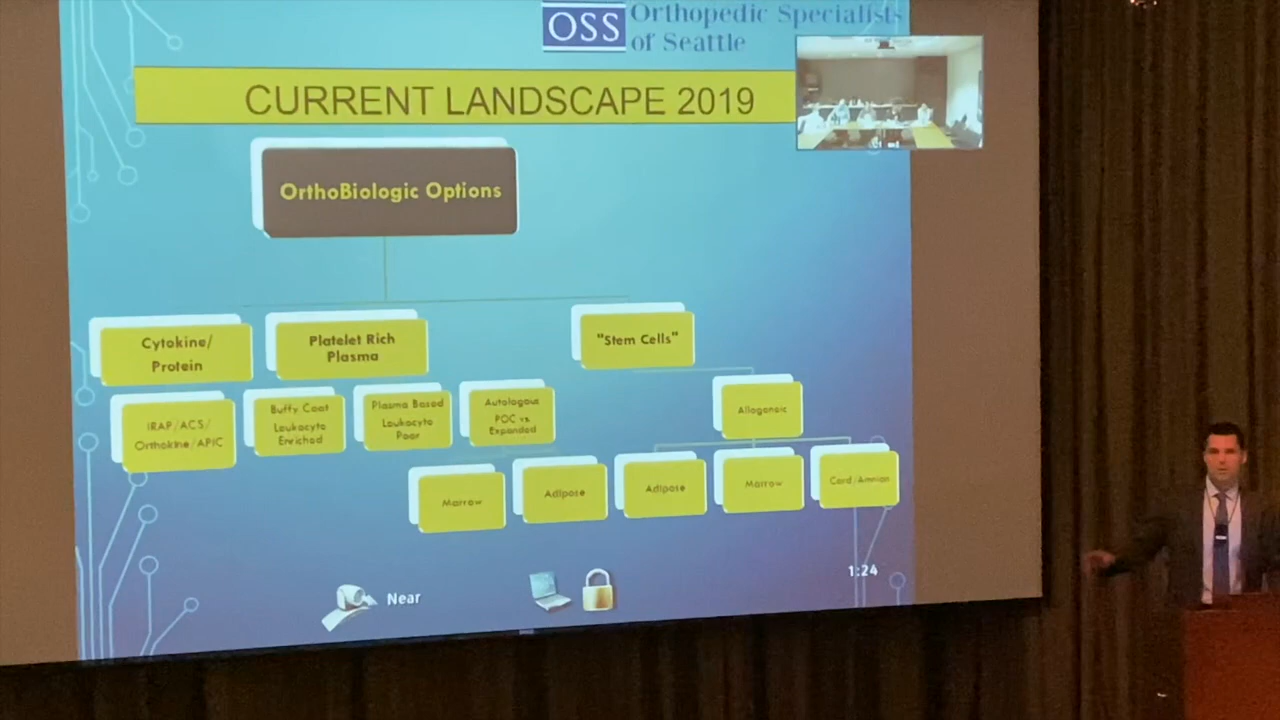 OSS
Orthopedic Specialists
of Seattle
CURRENT LANDSCAPE 2019
OrthoBiologic Options
Cytokine/
Protein
Platelet Rich
Plasma
"Stem Cells"
IRAP/ACS/
Orthokine/APIC
Buffy Coat
Leukocyte
Enriched
Plasma Based
Leukocyte
Poor
Autologous
POC vs.
Expanded
Allogeneic
Marrow
Adipose
Adipose
Marrow
Cord/Amnion
Near
1:24